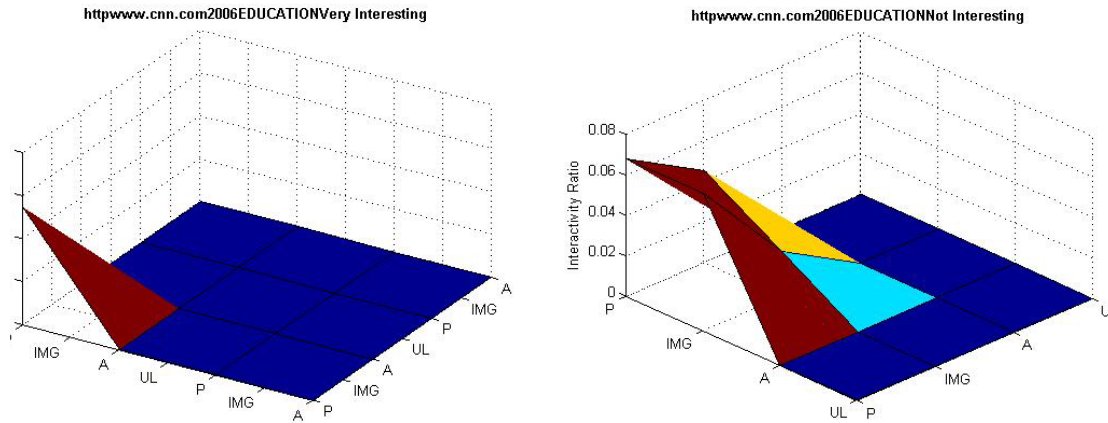 httpwww.cnn.com2006EDUCATIONVery Interesting
IMG
A
UL
P
IMG
A
P
IMG
A
UL
P
IMG
A
httpwww.cnn.com2006EDUCATIONNot Interesting
Interactivity Ratio
0.08
0.06
0.04
0.02
0
P
IMG
A
UL
P
IMG
A